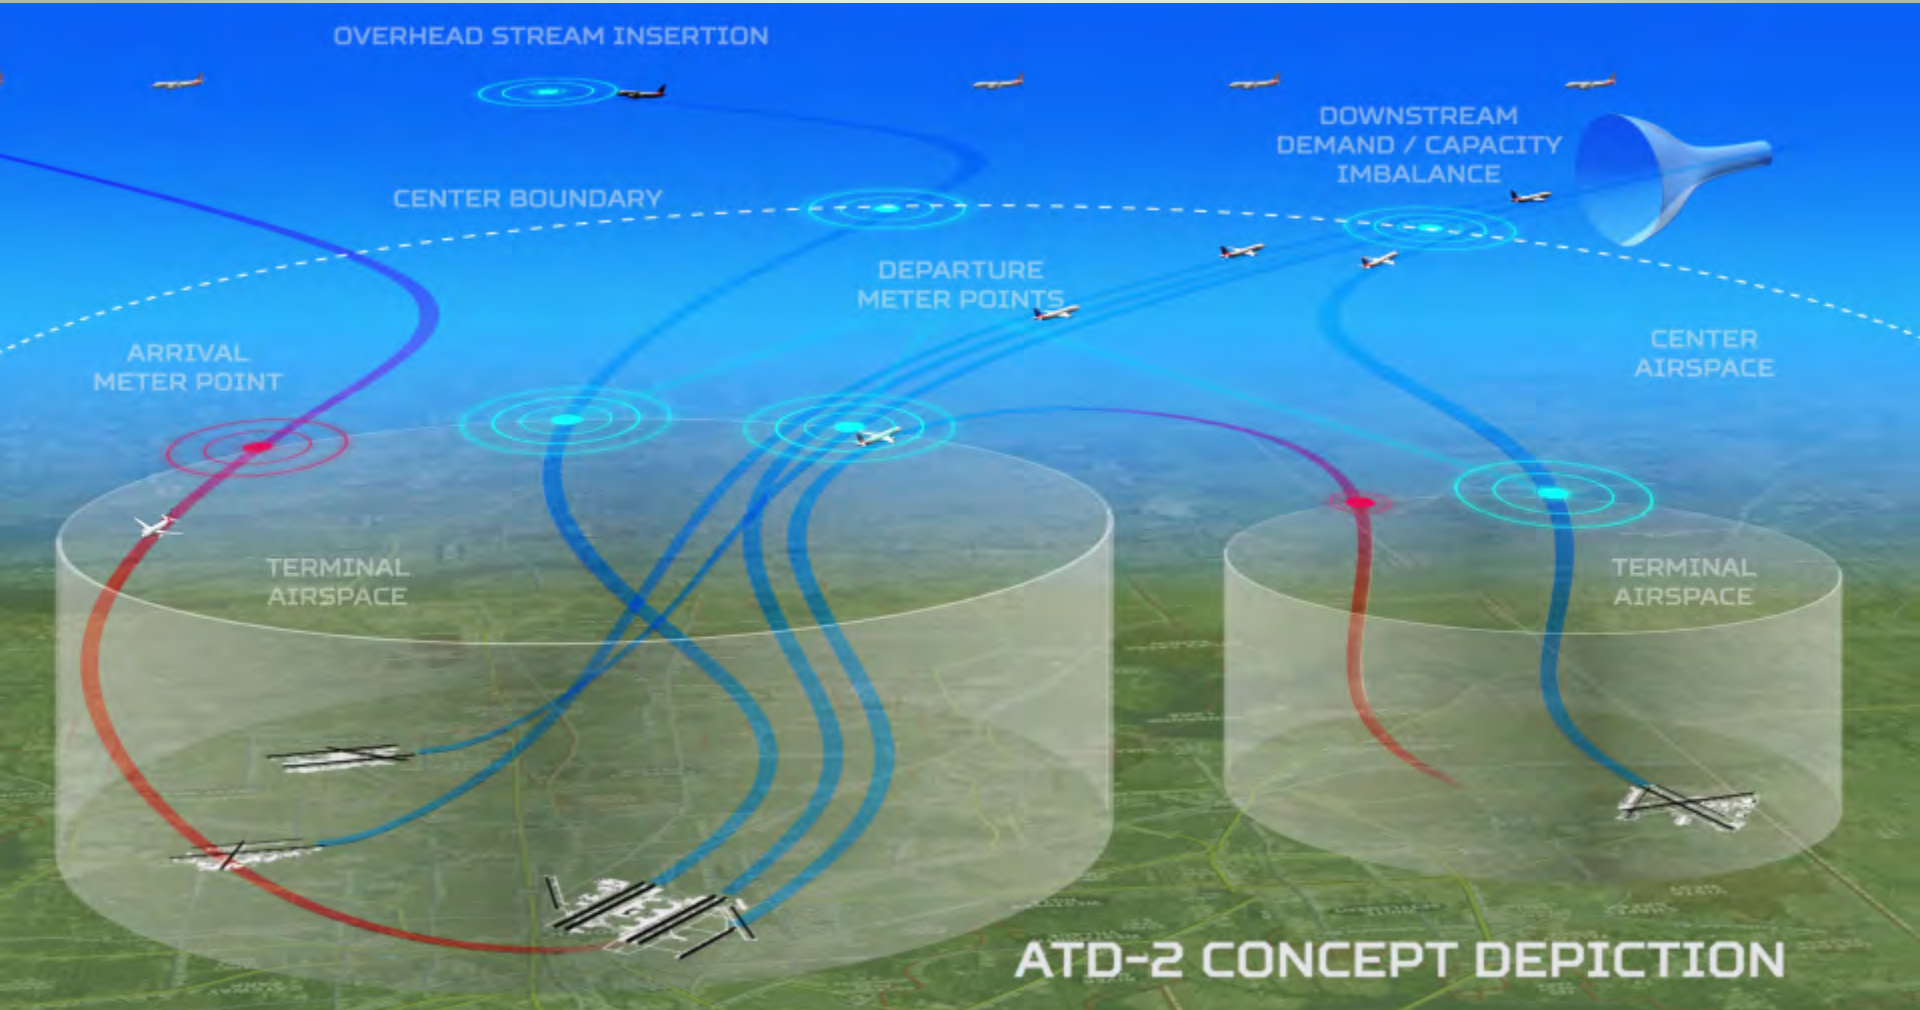 OVERHEAD STREAM INSERTION
DOWNSTREAM
DEMAND / CAPACITY
IMBALANCE
CENTER BOUNDARY
DEPARTURE
METER POINTS
ARRIVAL
METER POINT
CENTER
AIRSPACE
TERMINAL
AIRSPACE
TERMINAL
AIRSPACE
ATD-2 CONCEPT DEPICTION